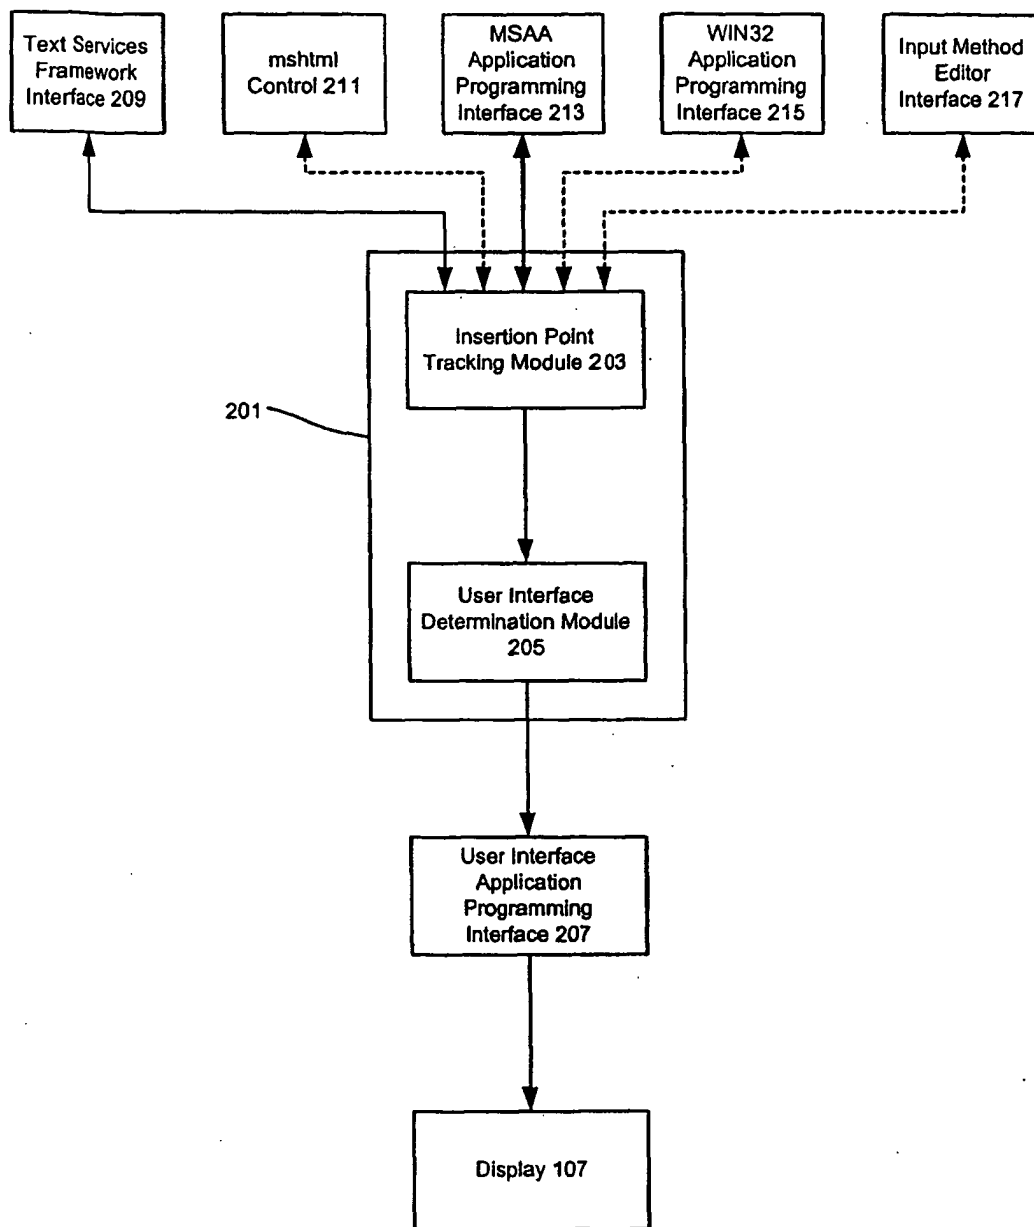 Text Services
Framework
Interface 209
mshtml
Control 211
MSAA
Application
Programming
Interface 213
WIN32
Application
Programming
Interface 215
Input Method
Editor
Interface 217
Insertion Point
Tracking Module 203
201
User Interface
Determination Module
205
User Interface
Application
Programming
Interface 207
Display 107